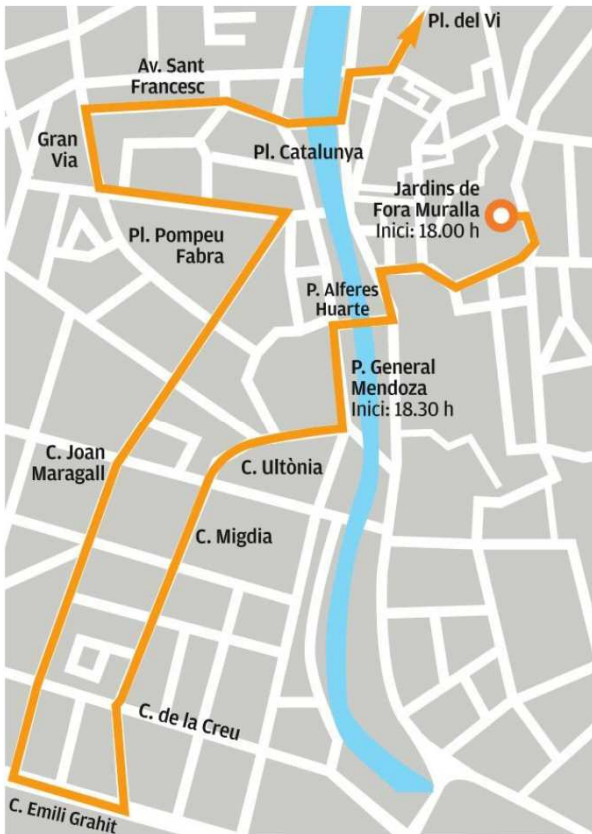 Pl. del Vi
Av. Sant
Francesc
Gran
Via
Pl. Catalunya
Jardins de
Fora Muralla
Inici: 18.00 h
Pl. Pompeu
Fabra
P. Alferes
Huarte
P. General
Mendoza
Inici: 18.30 h
C. Joan
Maragall
C. Ultònia
C. Migdia
C. de la Creu
C. Emili Grahit